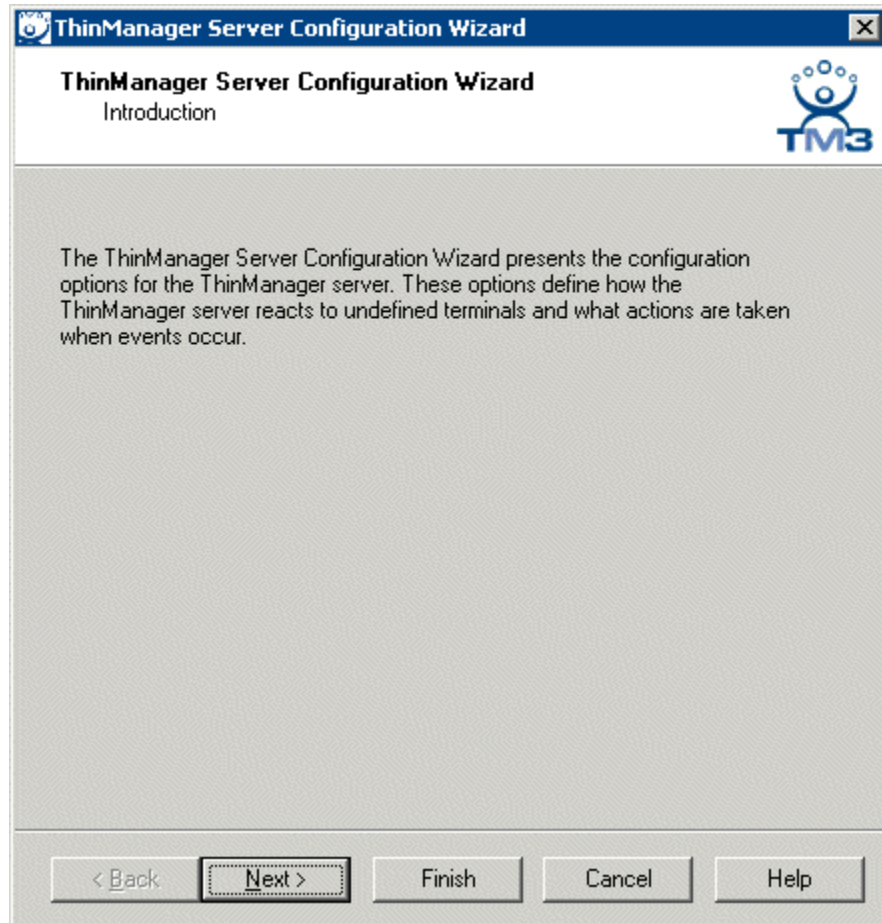 ThinManager Server Configuration Wizard
ThinManager Server Configuration Wizard
Introduction
TM3
The ThinManager Server Configuration Wizard presents the configuration
options for the ThinManager server. These options define how the
ThinManager server reacts to undefined terminals and what actions are taken
when events occur.
< Back Next > Finish Cancel Help